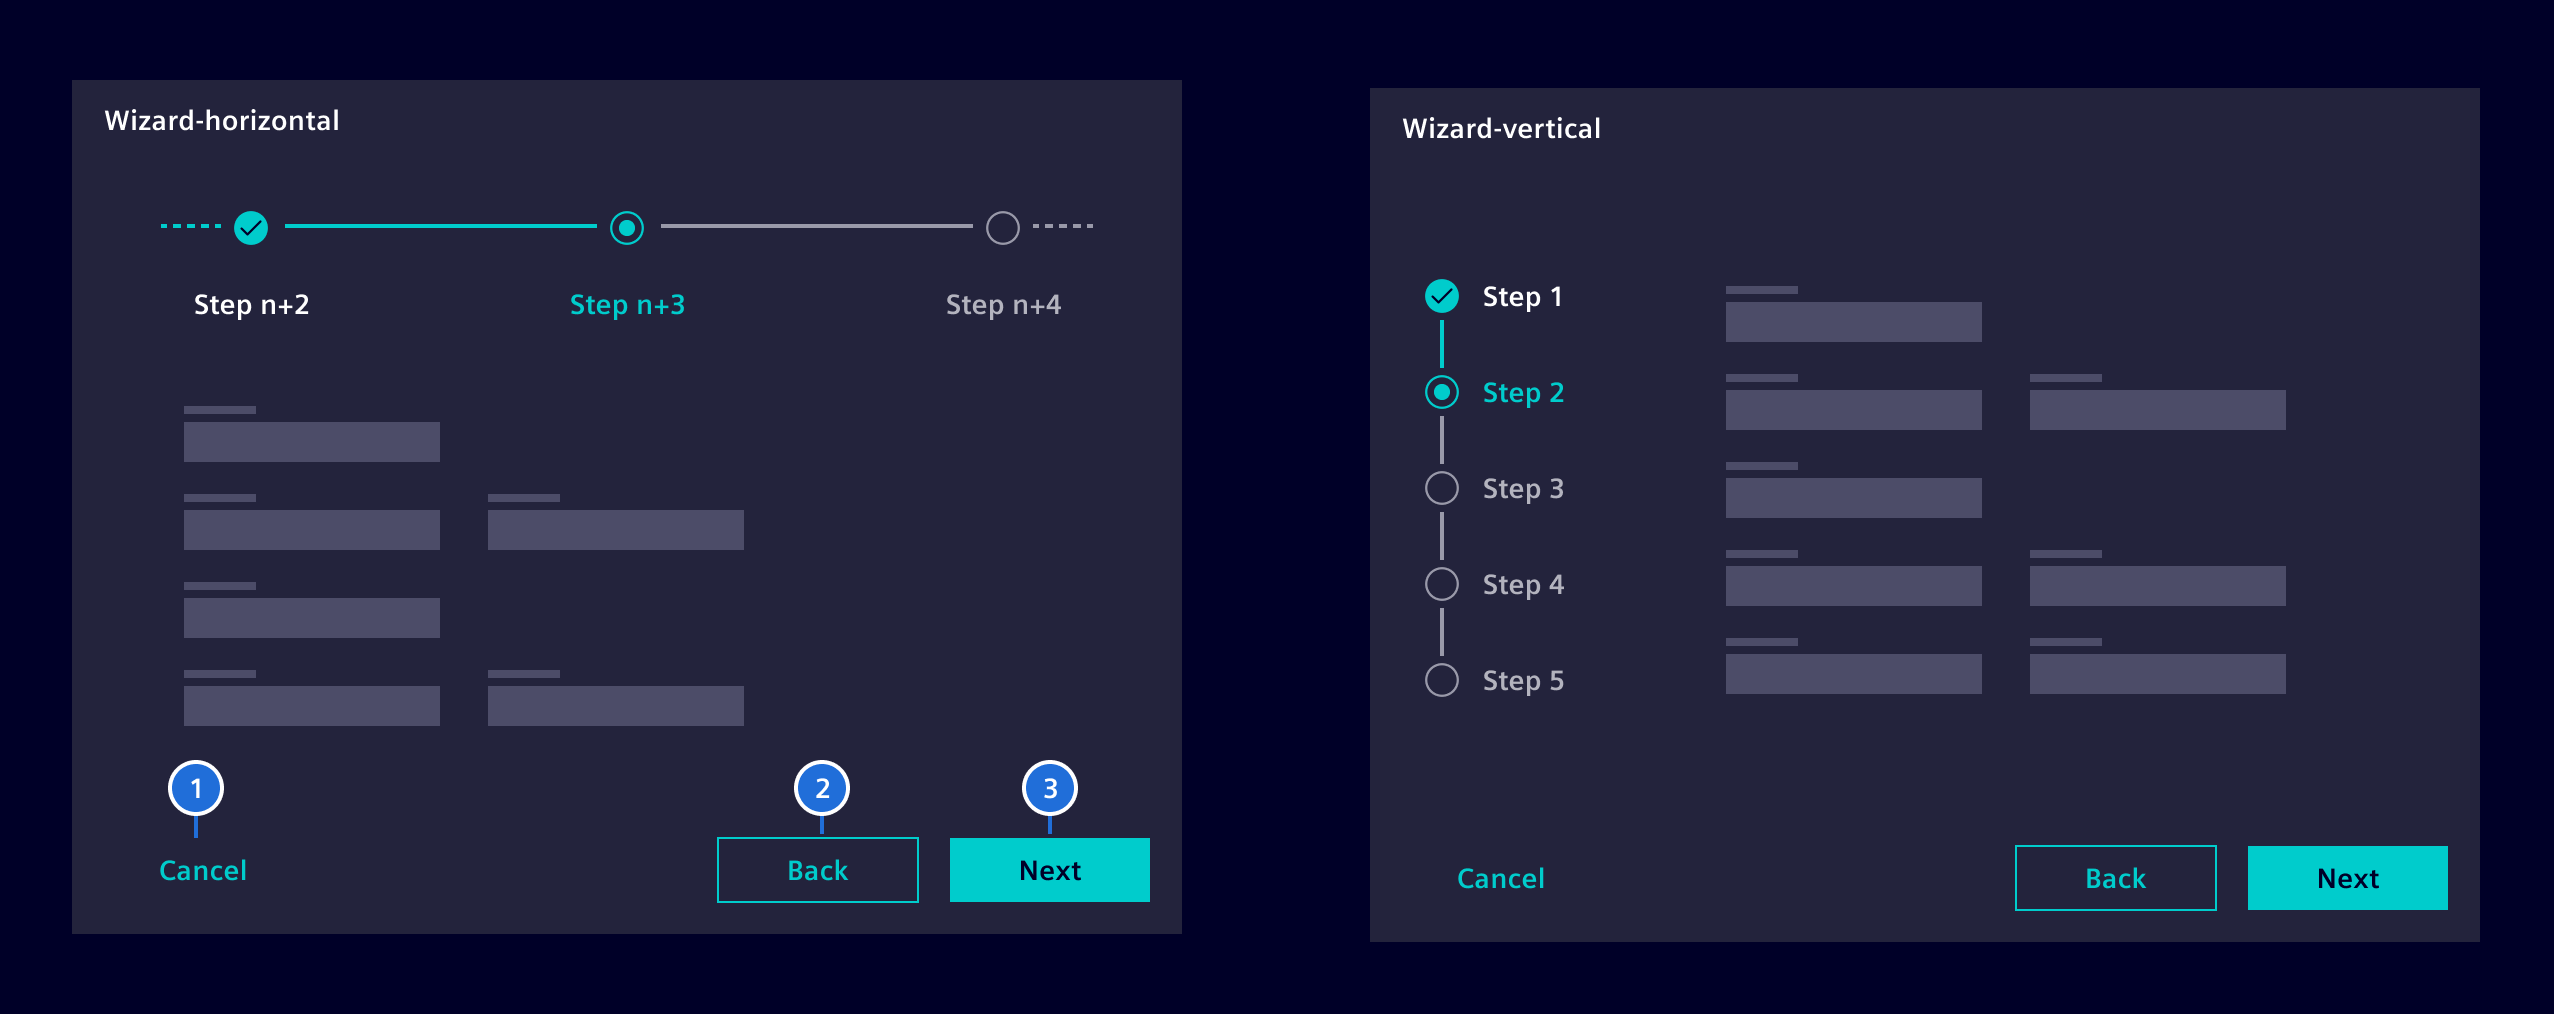 Wizard-horizontal
Step n+2
Step n+3
Step n+4
1
2
3
Cancel
Back
Next
Wizard-vertical
Step 1
Step 2
Step 3
Step 4
Step 5
Cancel
Back
Next